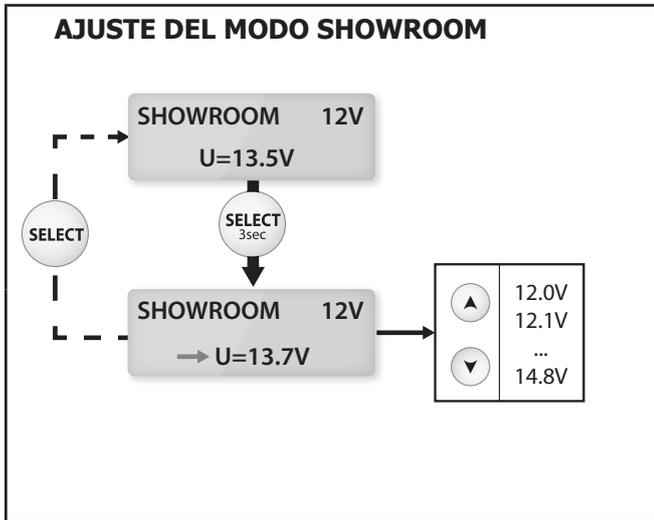 AJUSTE DEL MODO SHOWROOM
SHOWROOM 12V
U=13.5V
SELECT
SELECT
3sec
SHOWROOM 12V
U=13.7V
12.0V
12.1V
...
14.8V